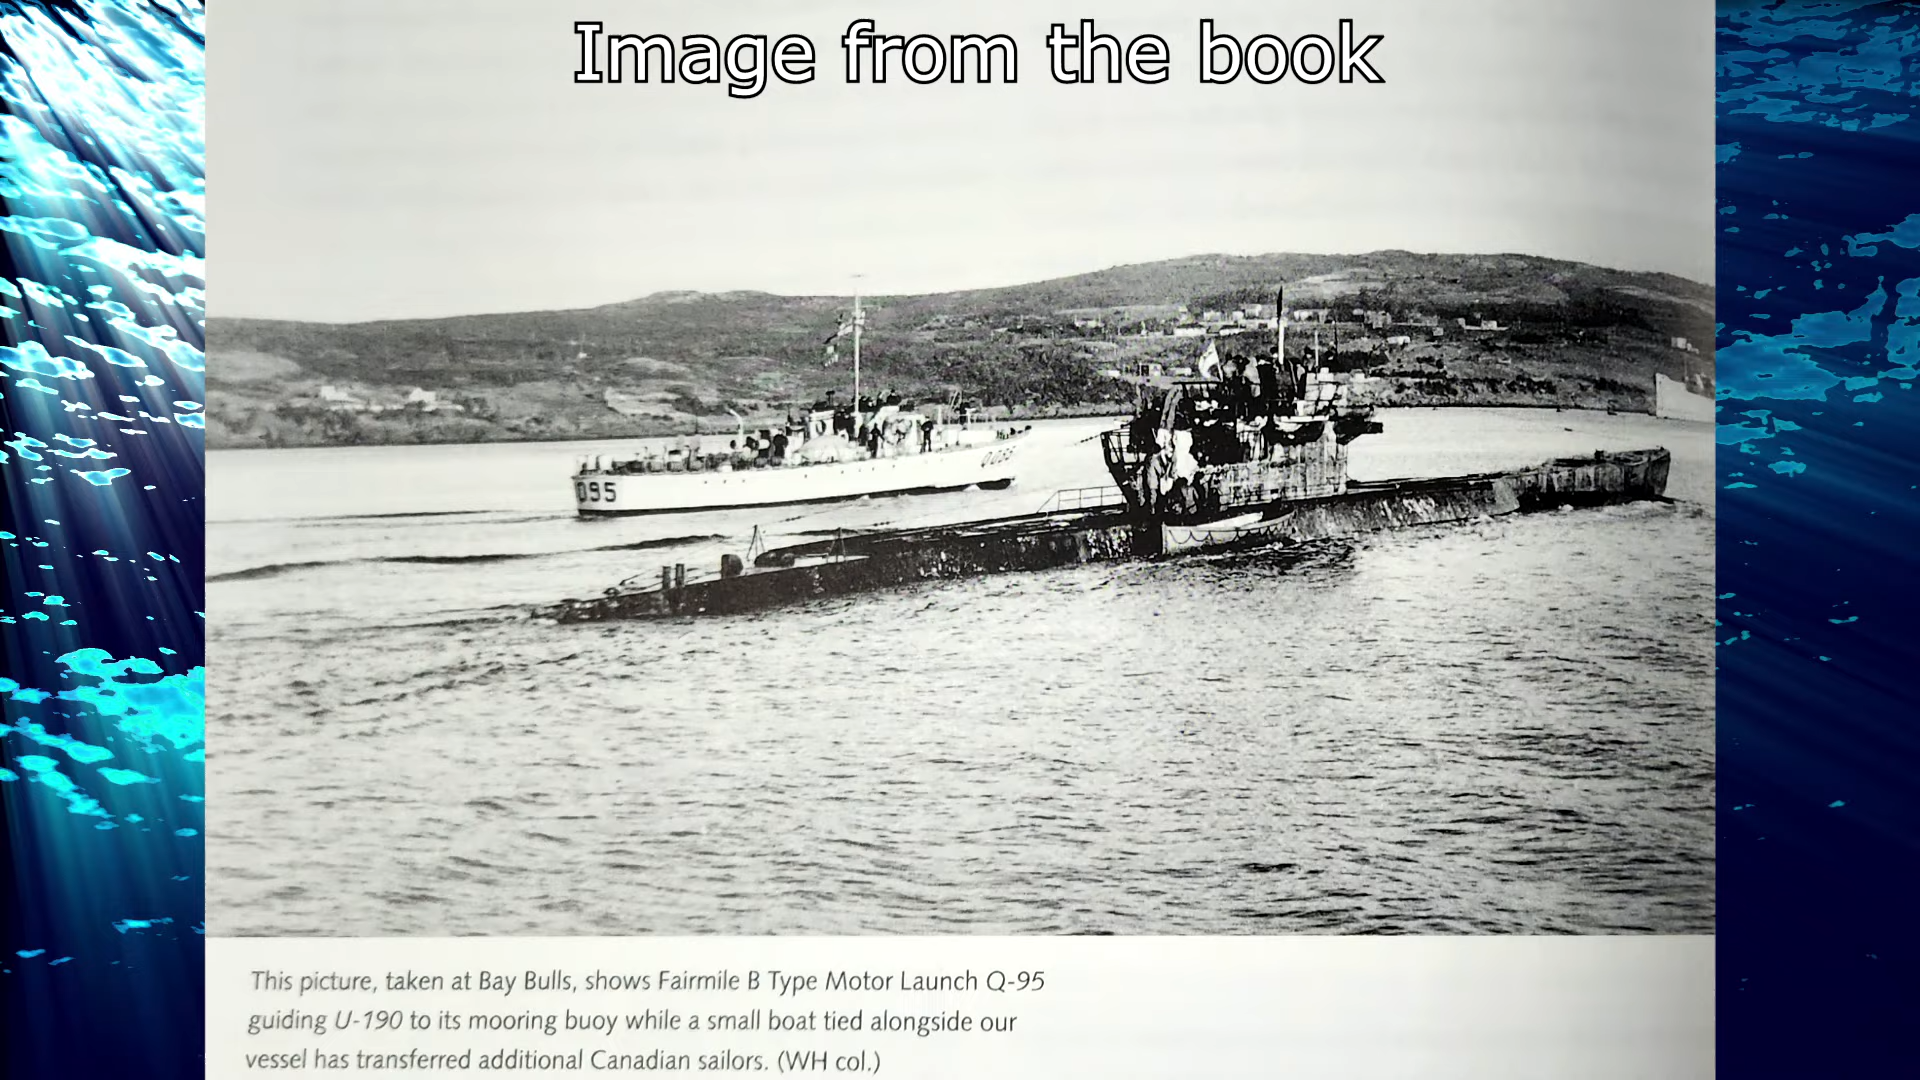 Image from the book
095
Q095
This picture, taken at Bay Bulls, shows Fairmile B Type Motor Launch Q-95
guiding U-190 to its mooring buoy while a small boat tied alongside our
vessel has transferred additional Canadian sailors. (WH col.)